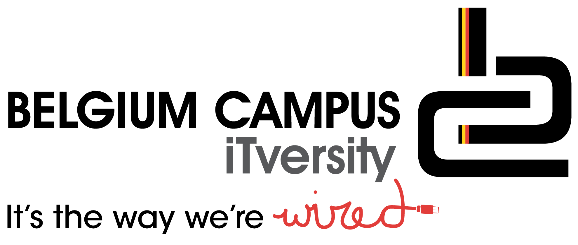 BELGIUM CAMPUS
iTversity
It's the way we're wired